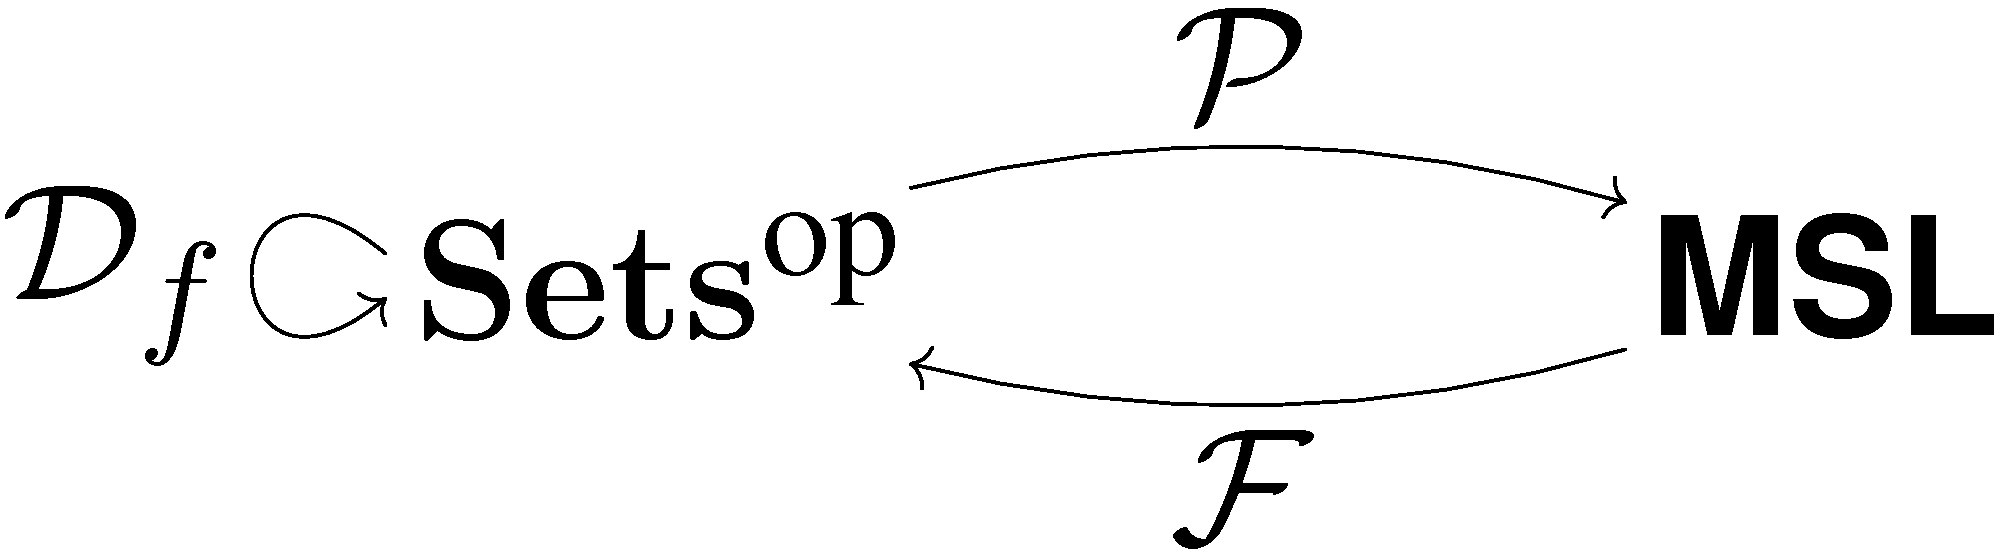 𝒫
𝒟_f Sets^op MSL
ℱ